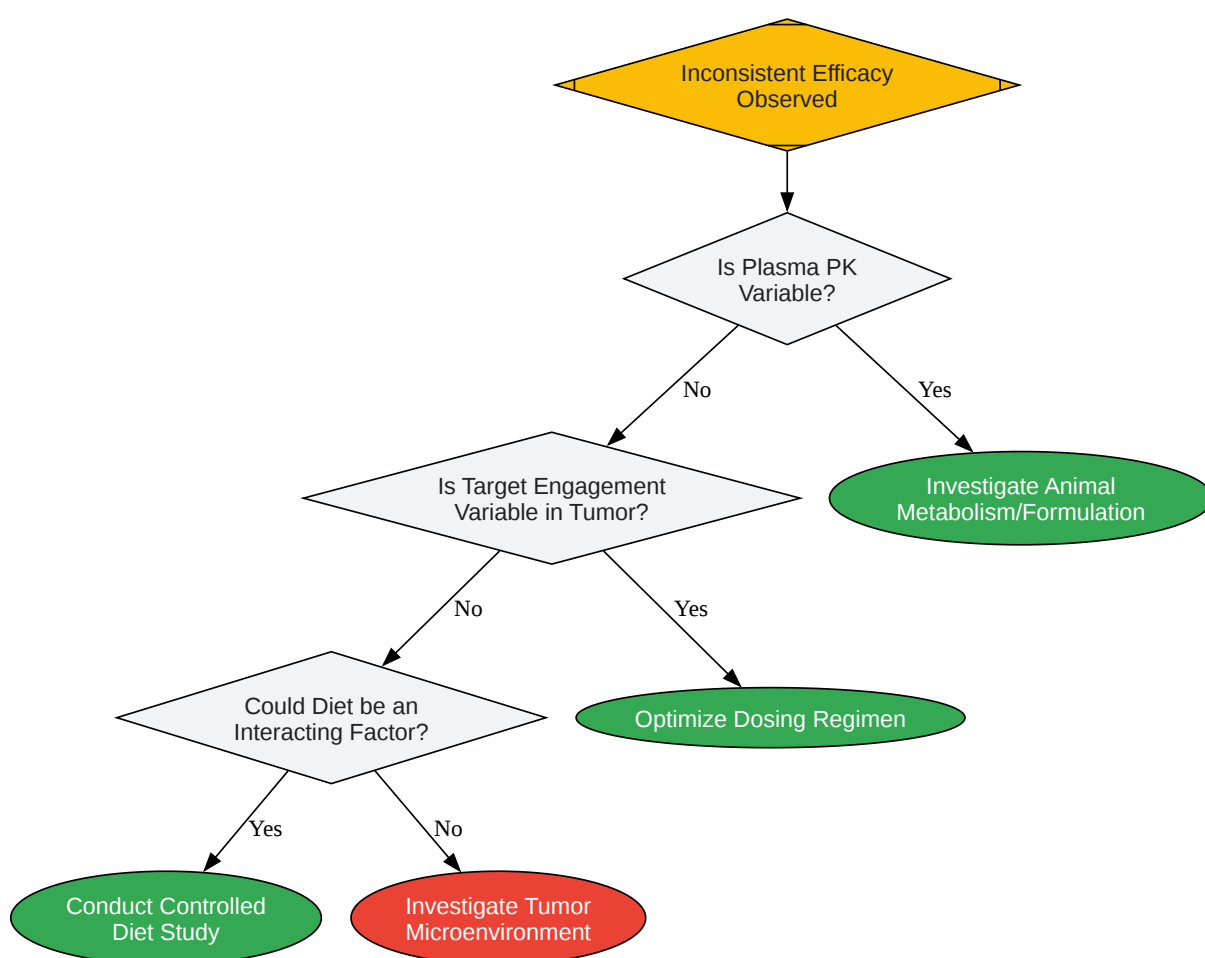 Inconsistent Efficacy
Observed
Is Plasma PK
Variable?
No
Yes
Is Target Engagement
Variable in Tumor?
Investigate Animal
Metabolism/Formulation
No
Yes
Could Diet be an
Interacting Factor?
Optimize Dosing Regimen
Yes
No
Conduct Controlled
Diet Study
Investigate Tumor
Microenvironment